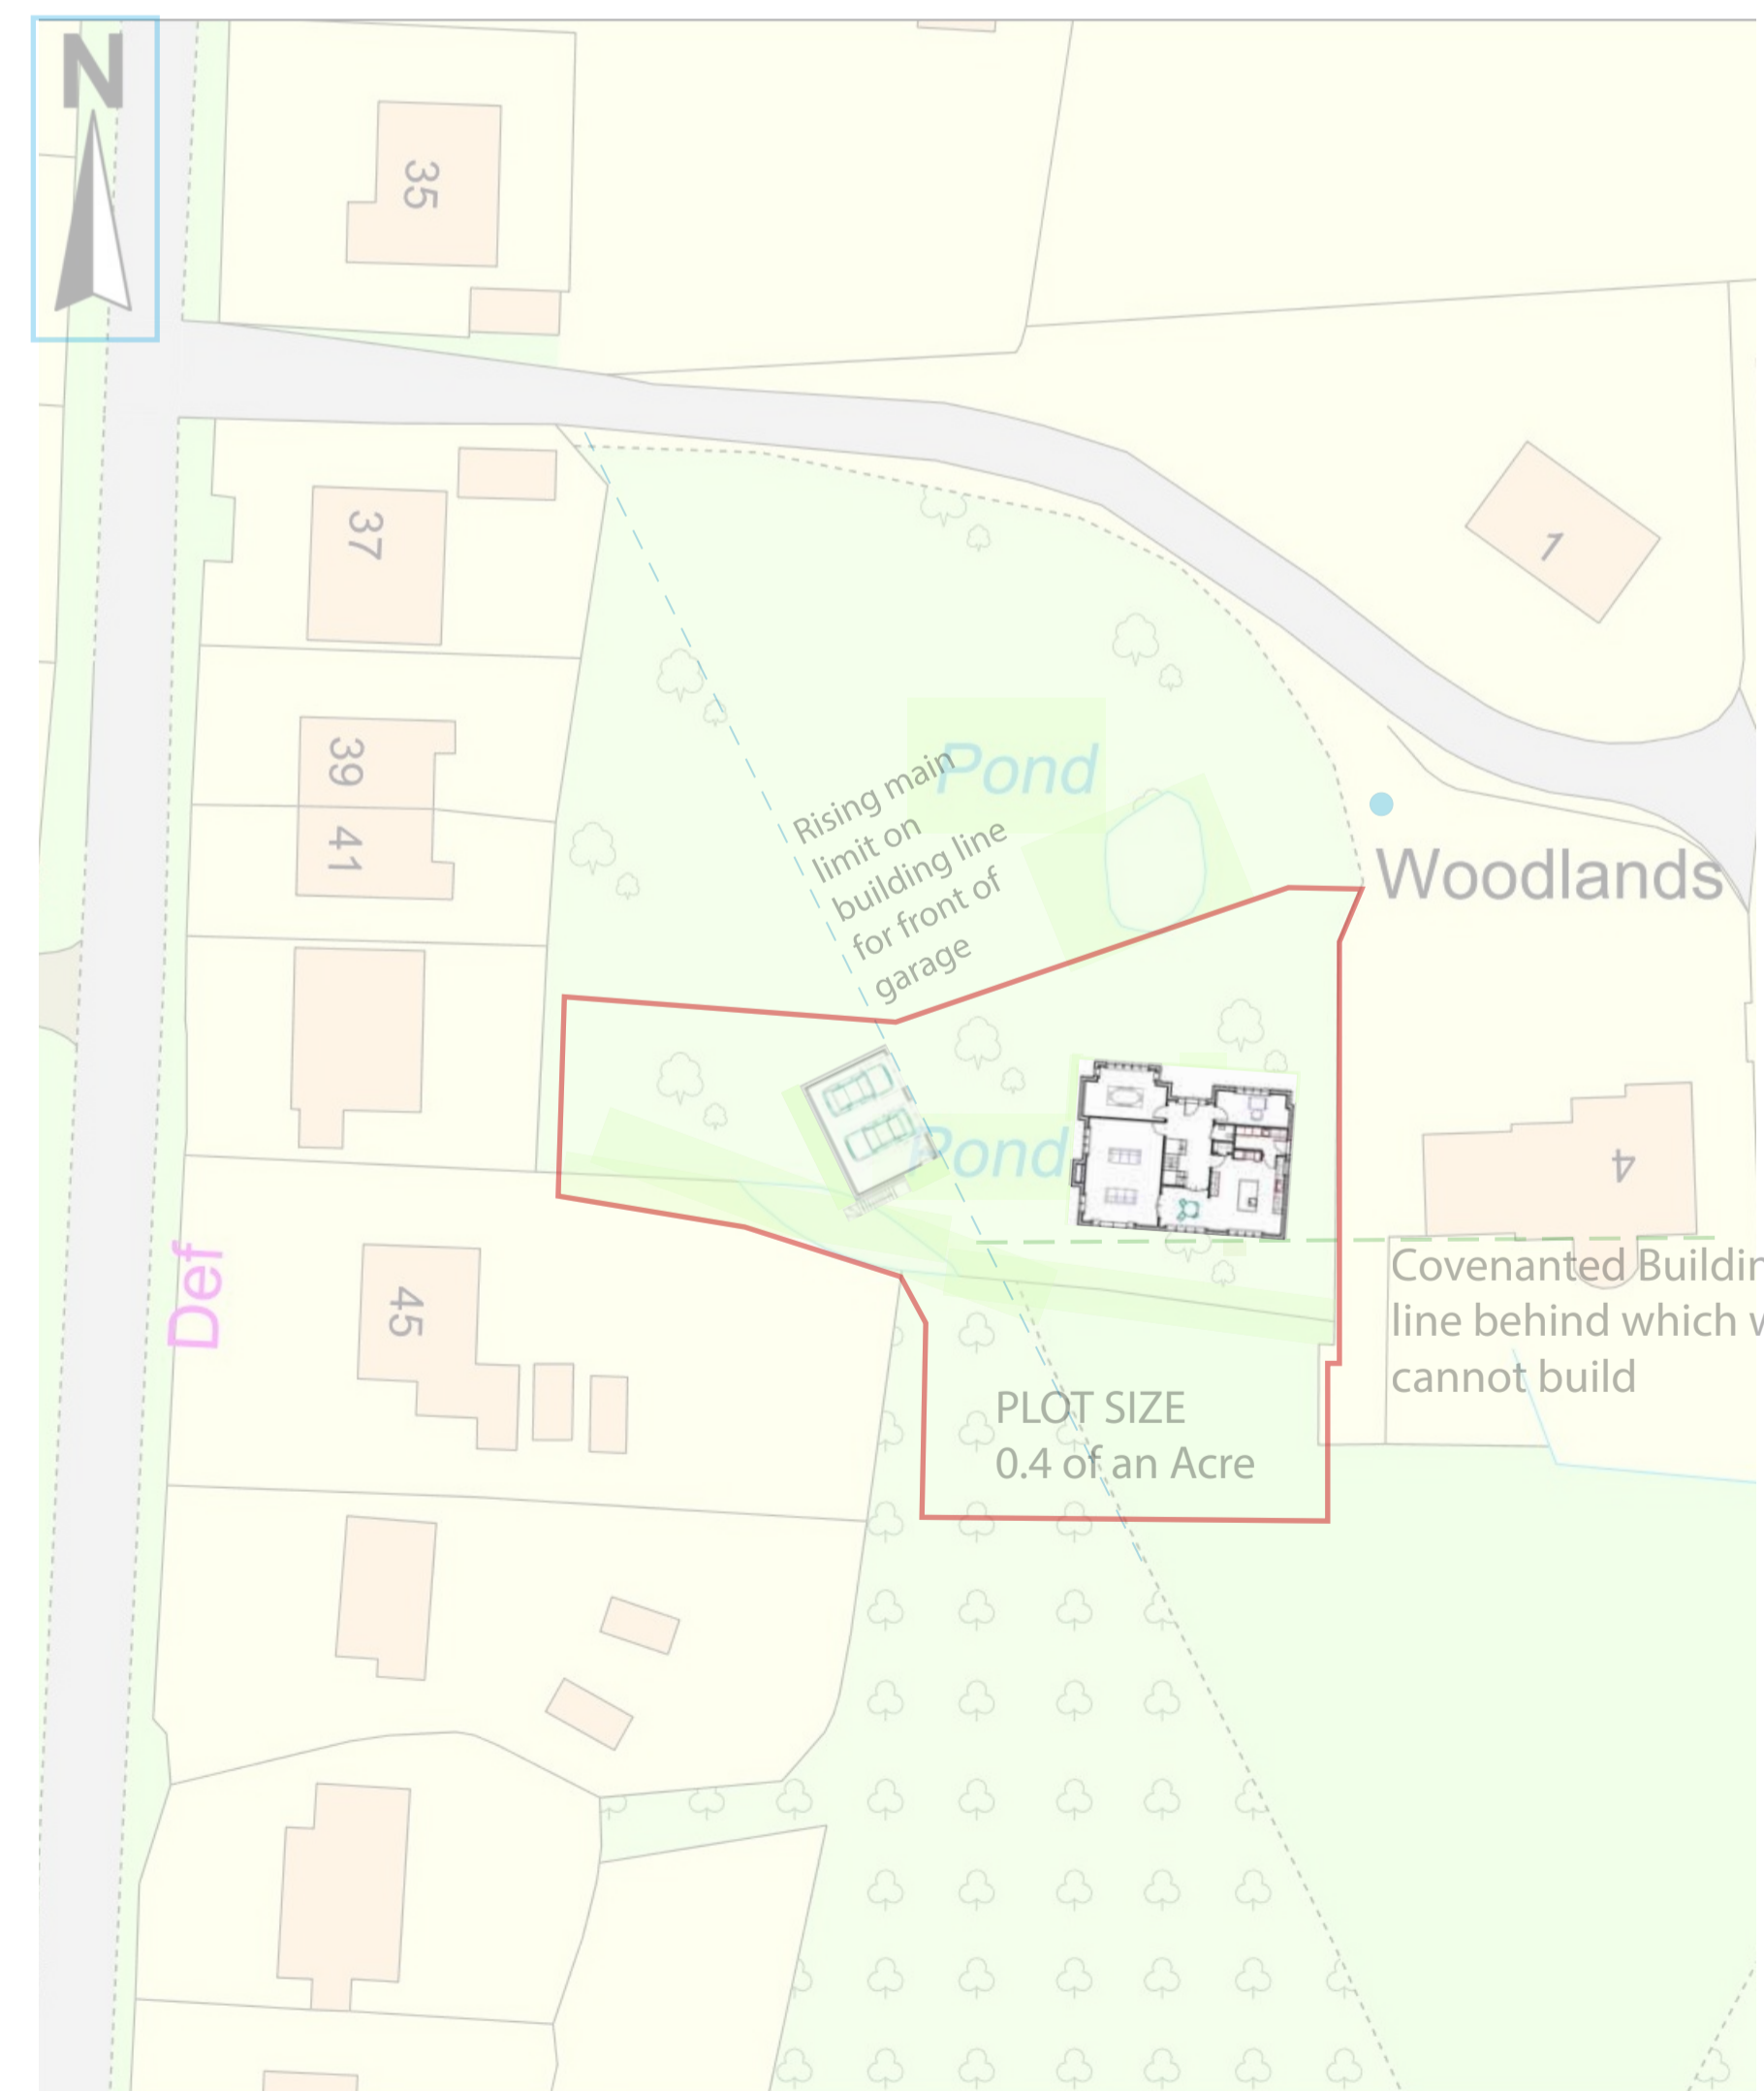 N
35
37
1
39
Pond
Rising main
limit on
building line
for front of
garage
41
Woodlands
Pond
4
Def
45
Covenanted Buildin
line behind which w
cannot build
PLOT SIZE
0.4 of an Acre